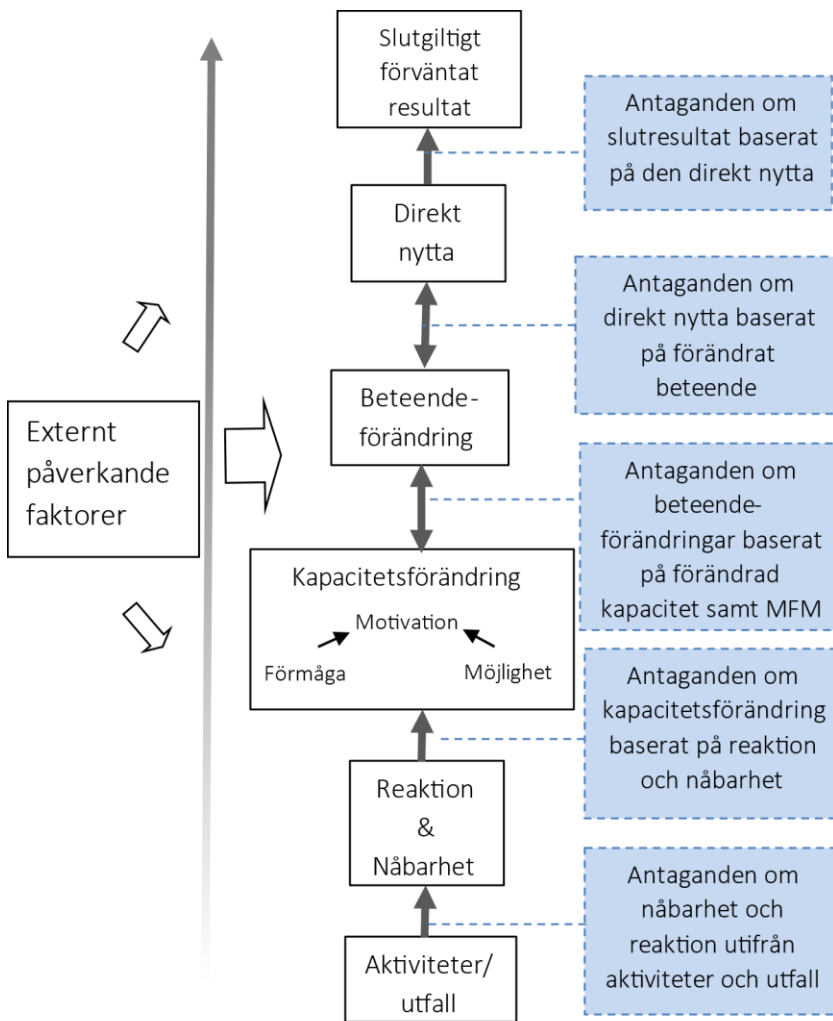 Slutgiltigt
förväntat
resultat
Antaganden om
slutresultat baserat
på den direkt nytta
Direkt
nytta
Antaganden om
direkt nytta baserat
på förändrat
beteende
Externt
påverkande
faktorer
Beteende-
förändring
Antaganden om
beteende-
förändringar baserat
på förändrad
kapacitet samt MFM
Kapacitetsförändring
Motivation
Förmåga
Möjlighet
Antaganden om
kapacitetsförändring
baserat på reaktion
och nåbarhet
Reaktion
&
Nåbarhet
Antaganden om
nåbarhet och
reaktion utifrån
aktiviteter och utfall
Aktiviteter/
utfall